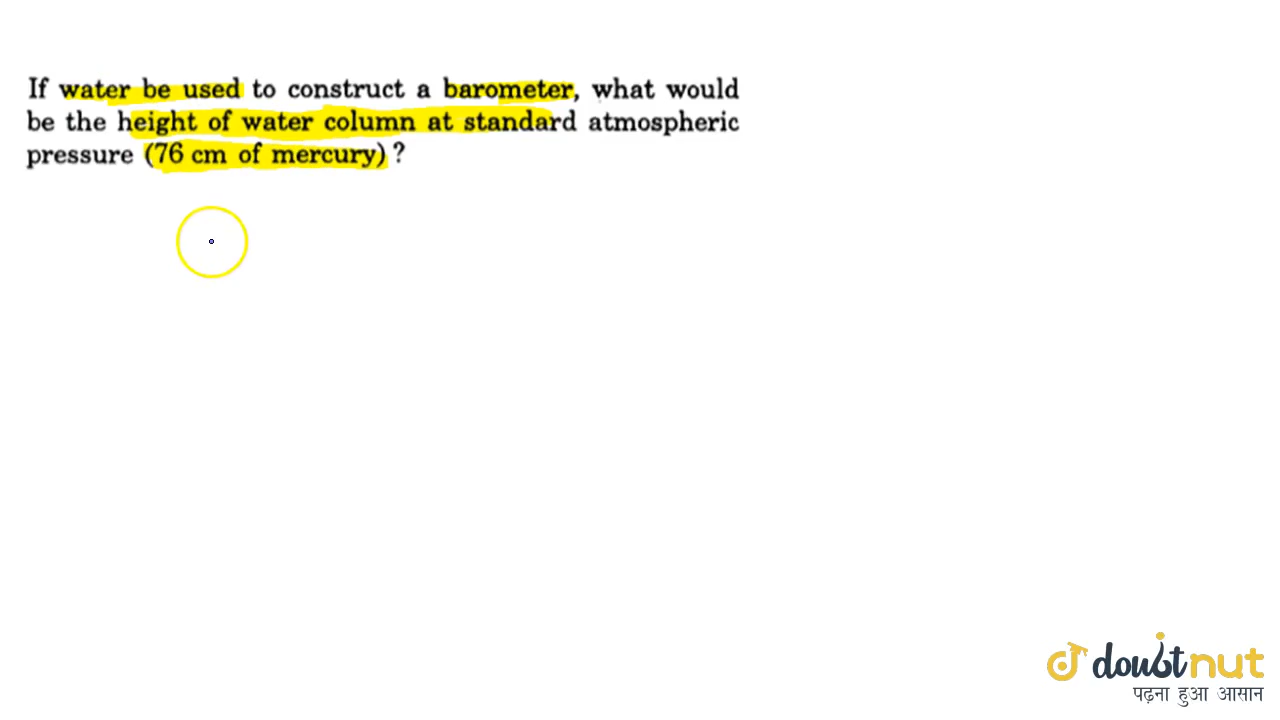 If water be used to construct a barometer, what would
be the height of water column at standard atmospheric
pressure (76 cm of mercury) ?
doubtnut
पढ़ना हुआ आसान